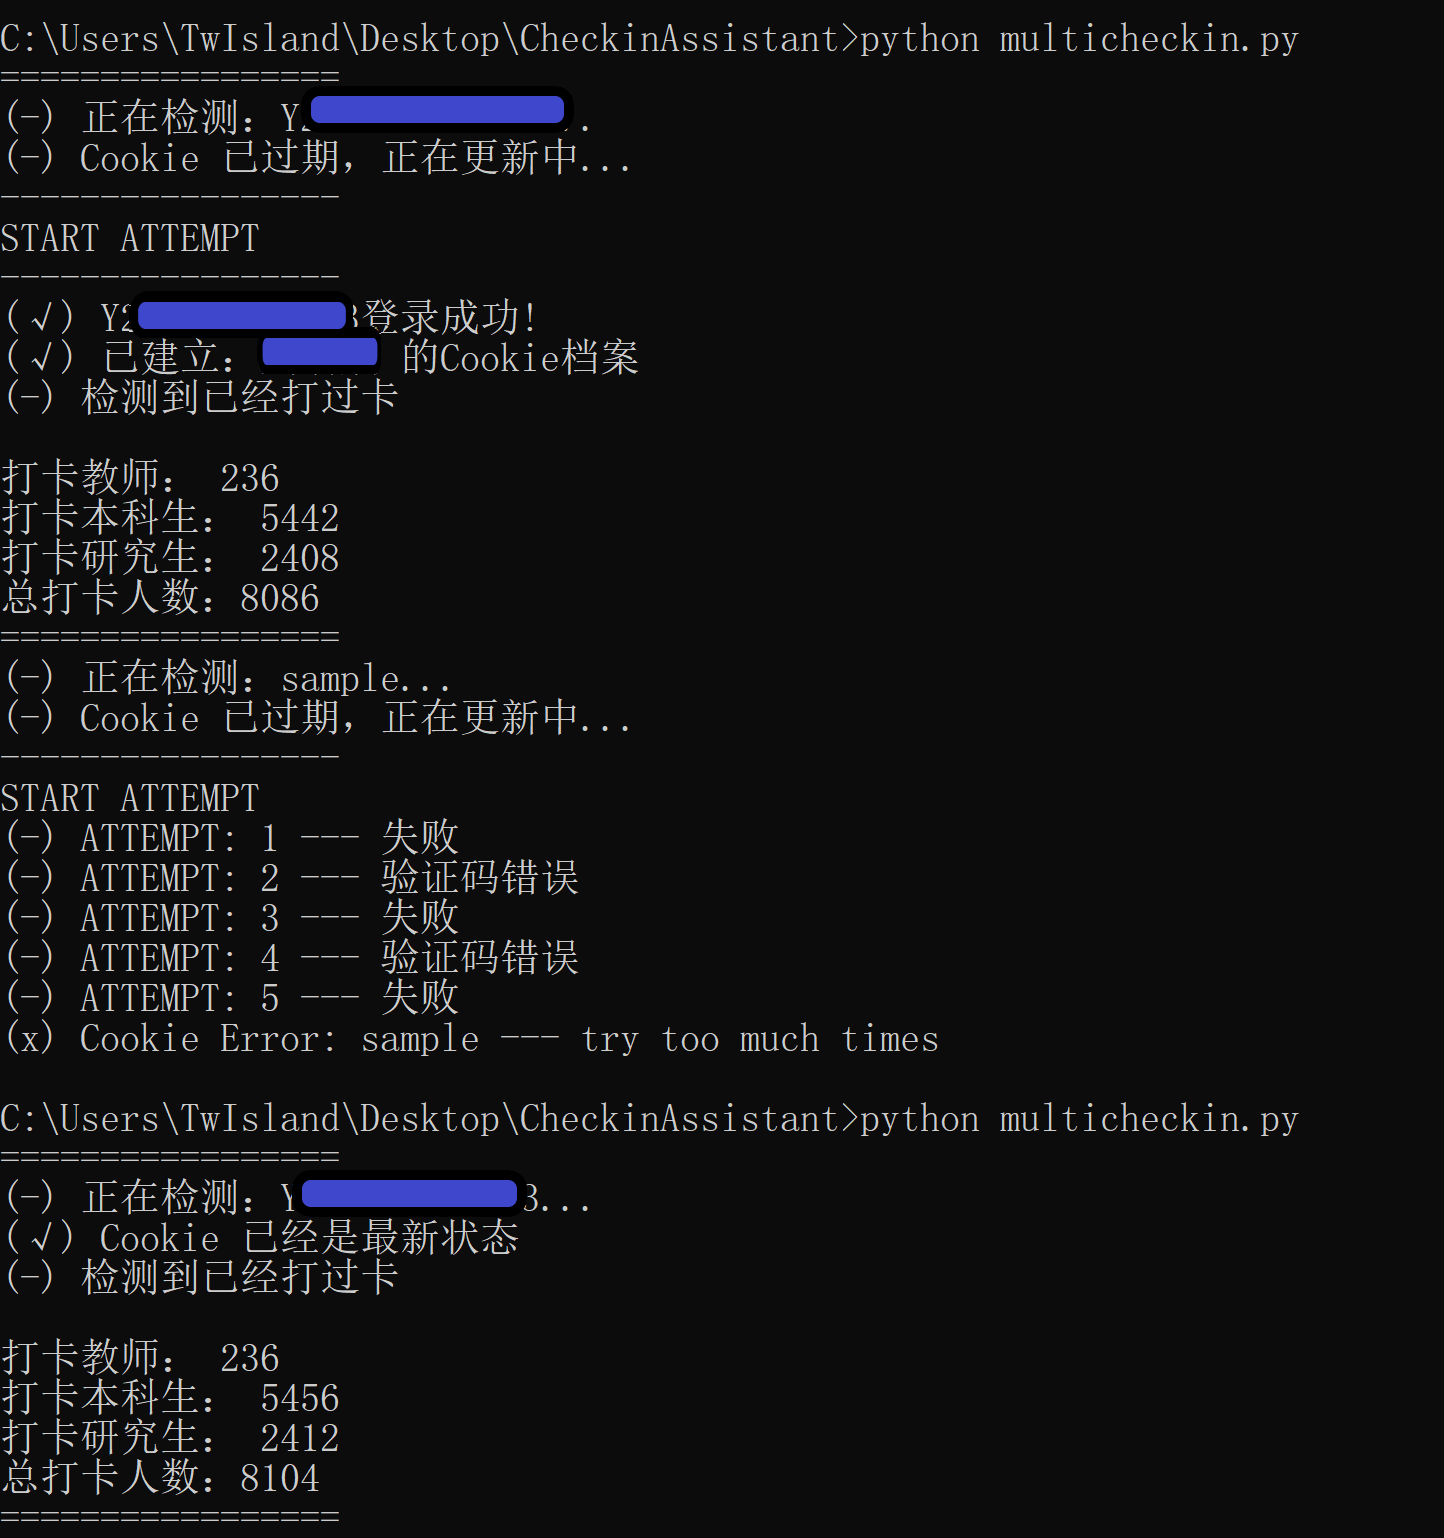 C:\Users\TwIsland\Desktop\CheckinAssistant>python multicheckin.py
=================
(-) 正在检测：Y
(-) Cookie 已过期，正在更新中...
-----------------
START ATTEMPT
-----------------
(√) Y2 3登录成功!
(√) 已建立： 的Cookie档案
(-) 检测到已经打过卡
打卡教师： 236
打卡本科生： 5442
打卡研究生： 2408
总打卡人数：8086
=================
(-) 正在检测：sample...
(-) Cookie 已过期，正在更新中...
-----------------
START ATTEMPT
(-) ATTEMPT: 1 --- 失败
(-) ATTEMPT: 2 --- 验证码错误
(-) ATTEMPT: 3 --- 失败
(-) ATTEMPT: 4 --- 验证码错误
(-) ATTEMPT: 5 --- 失败
(x) Cookie Error: sample --- try too much times
C:\Users\TwIsland\Desktop\CheckinAssistant>python multicheckin.py
=================
(-) 正在检测：Y 3...
(√) Cookie 已经是最新状态
(-) 检测到已经打过卡
打卡教师： 236
打卡本科生： 5456
打卡研究生： 2412
总打卡人数：8104
=================